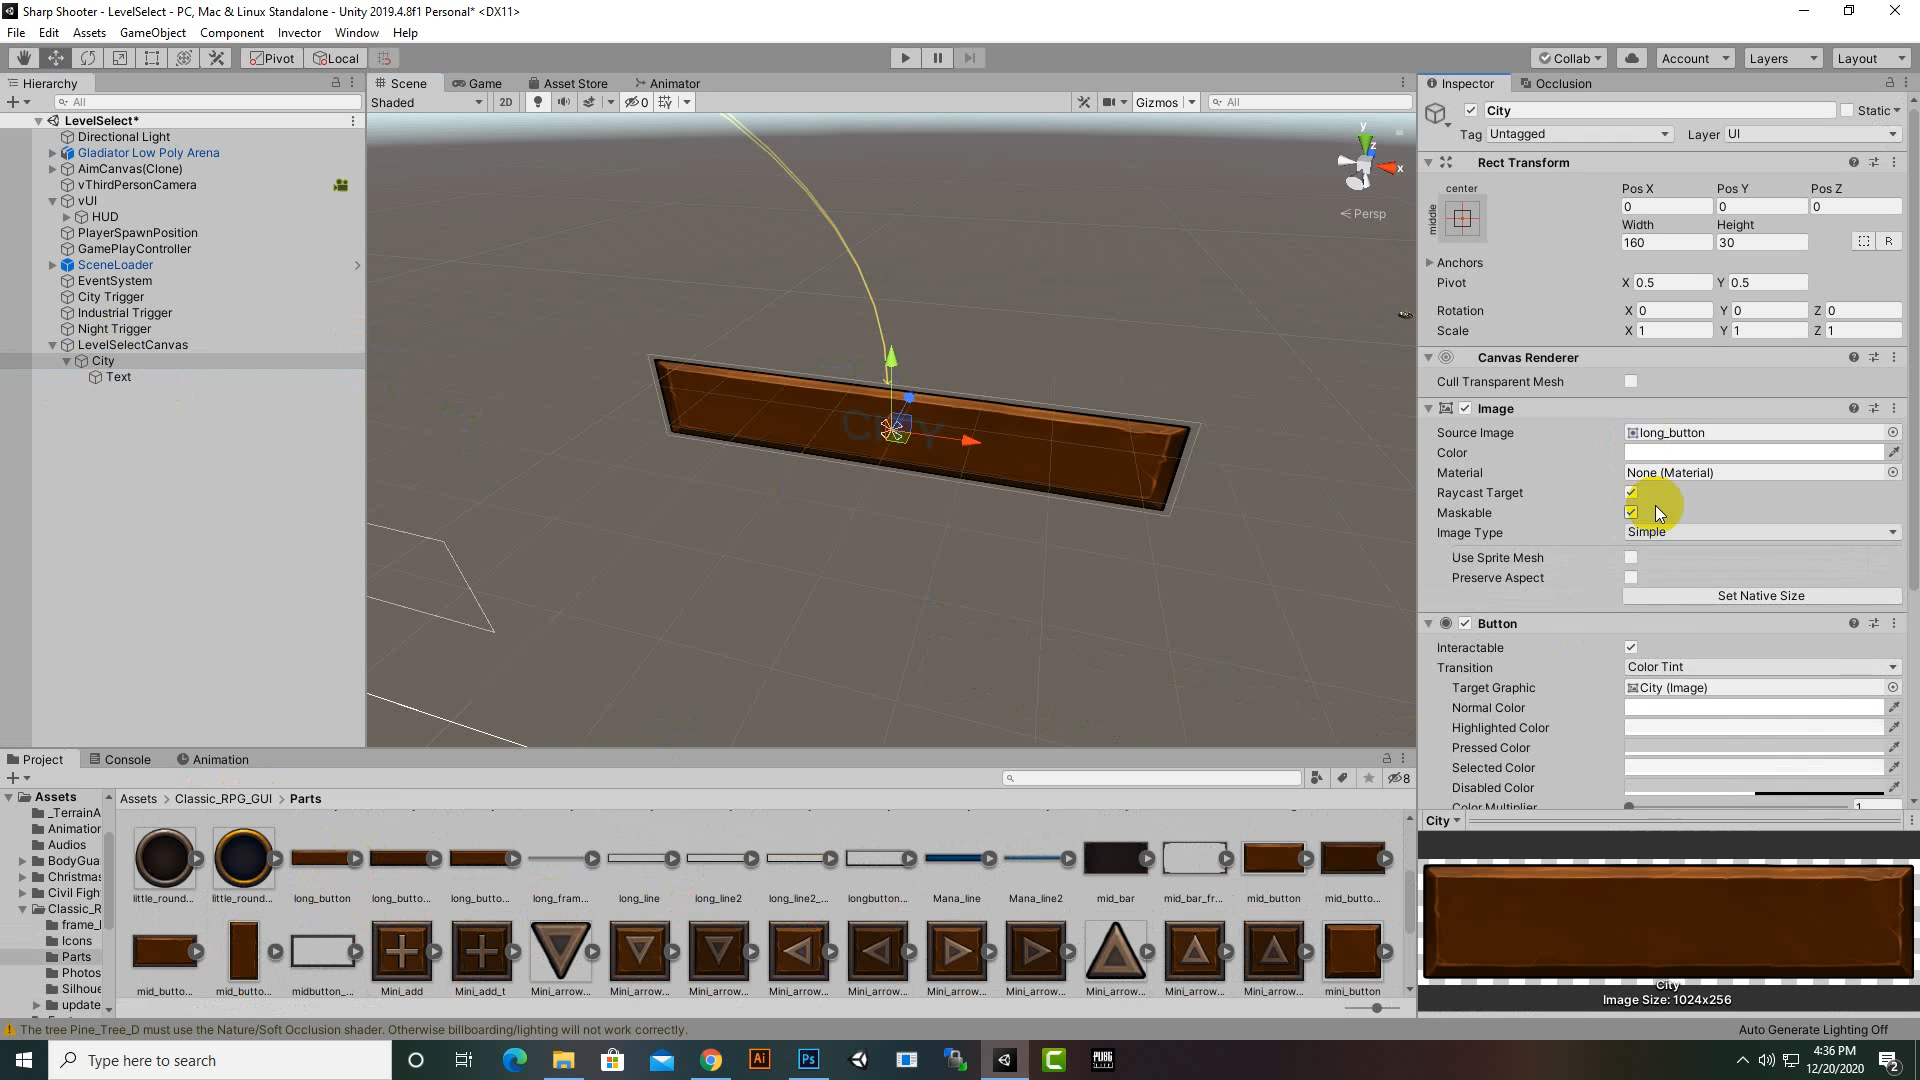 Sharp Shooter - LevelSelect - PC, Mac & Linux Standalone - Unity 2019.4.8f1 Personal* <DX11>
File Edit Assets GameObject Component Invector Window Help
Pivot Local Collab Account Layers Layout
Hierarchy
All
LevelSelect*
Directional Light
Gladiator Low Poly Arena
AimCanvas(Clone)
vThirdPersonCamera
vUI
HUD
PlayerSpawnPosition
GamePlayController
SceneLoader
EventSystem
City Trigger
Industrial Trigger
Night Trigger
LevelSelectCanvas
City
Text
Scene Game Asset Store Animator
Shaded 2D 0 Gizmos All
y
z
x
Persp
CITY
Inspector Occlusion
City Static
Tag Untagged Layer UI
Rect Transform
center
middle
Pos X Pos Y Pos Z
0 0 0
Width Height
160 30 R
Anchors
Pivot X 0.5 Y 0.5
Rotation X 0 Y 0 Z 0
Scale X 1 Y 1 Z 1
Canvas Renderer
Cull Transparent Mesh
Image
Source Image long_button
Color
Material None (Material)
Raycast Target
Maskable
Image Type Simple
Use Sprite Mesh
Preserve Aspect
Set Native Size
Button
Interactable
Transition Color Tint
Target Graphic City (Image)
Normal Color
Highlighted Color
Pressed Color
Selected Color
Disabled Color
Color Multiplier 1
City
City
Image Size: 1024x256
Project Console Animation
8
Assets
_TerrainA
Animation
Audios
BodyGua
Christmas
Civil Figh
Classic_R
frame_
Icons
Parts
Photos
Silhoue
update
Assets > Classic_RPG_GUI > Parts
little_round... little_round... long_button long_butto... long_butto... long_fram... long_line long_line2 long_line2_... longbutton... Mana_line Mana_line2 mid_bar mid_bar_fr... mid_button mid_butto...
mid_butto... mid_butto... midbutton_... Mini_add Mini_add_t Mini_arrow... Mini_arrow... Mini_arrow... Mini_arrow... Mini_arrow... Mini_arrow... Mini_arrow... Mini_arrow... Mini_arrow... Mini_arrow... mini_button
The tree Pine_Tree_D must use the Nature/Soft Occlusion shader. Otherwise billboarding/lighting will not work correctly.
Auto Generate Lighting Off
Type here to search
Ai
Ps
PUBG
4:36 PM
12/20/2020
2